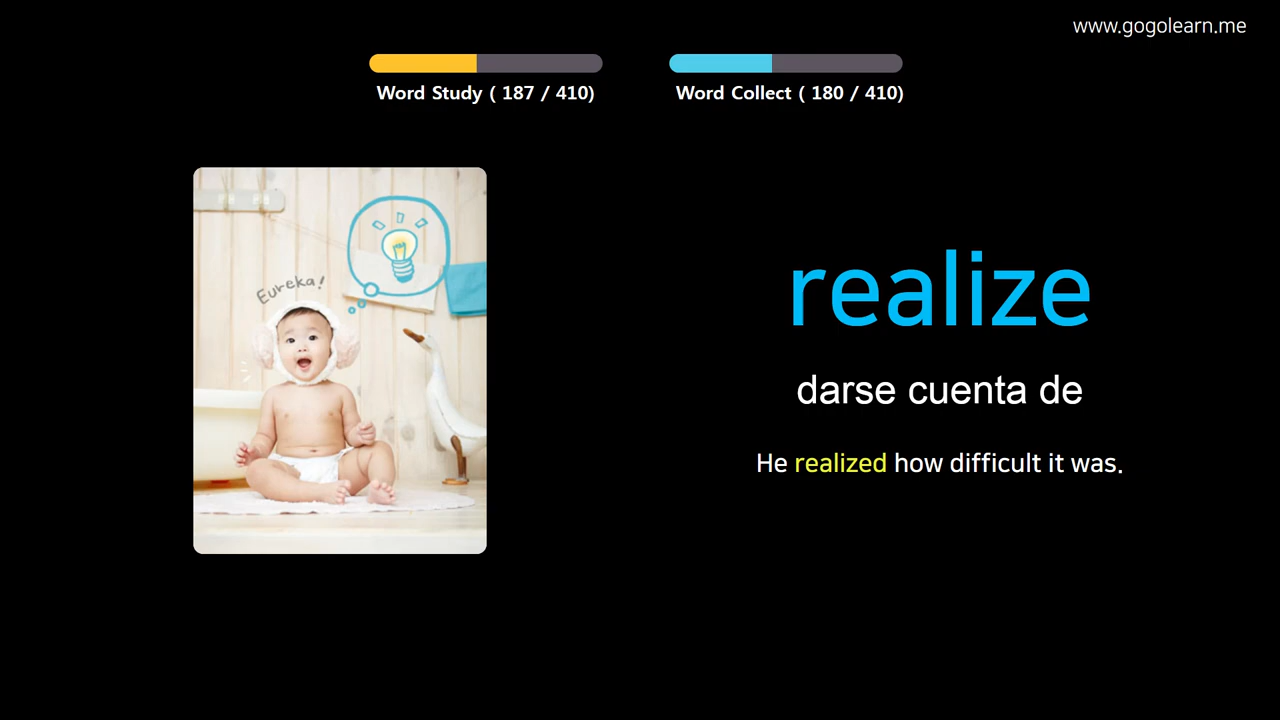 www.gogolearn.me
Word Study ( 187 / 410)
Word Collect ( 180 / 410)
Eureka!
realize
darse cuenta de
He realized how difficult it was.